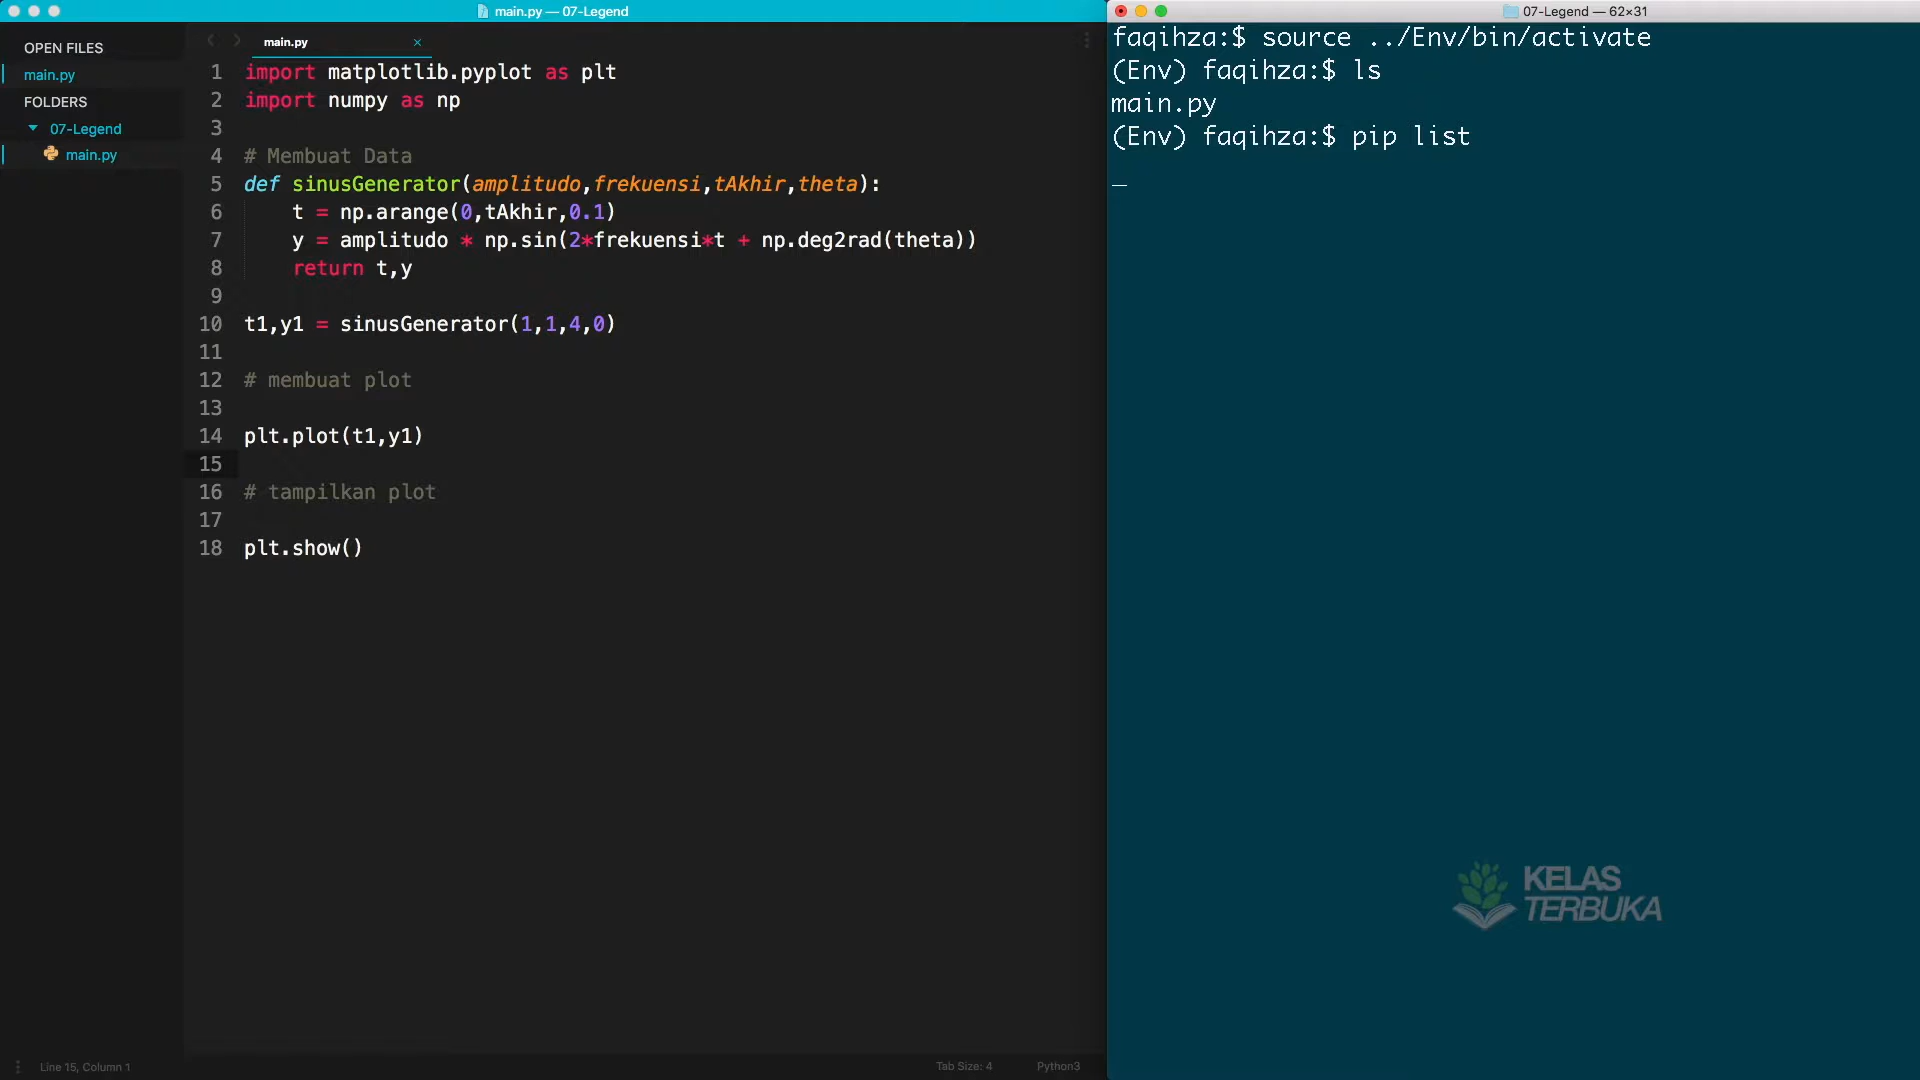 main.py — 07-Legend
OPEN FILES
main.py
FOLDERS
07-Legend
main.py
main.py
1 import matplotlib.pyplot as plt
2 import numpy as np
3
4 # Membuat Data
5 def sinusGenerator(amplitudo,frekuensi,tAkhir,theta):
6     t = np.arange(0,tAkhir,0.1)
7     y = amplitudo * np.sin(2*frekuensi*t + np.deg2rad(theta))
8     return t,y
9
10 t1,y1 = sinusGenerator(1,1,4,0)
11
12 # membuat plot
13
14 plt.plot(t1,y1)
15
16 # tampilkan plot
17
18 plt.show()
Line 15, Column 1
Tab Size: 4
Python3
07-Legend — 62×31
faqihza:$ source ../Env/bin/activate
(Env) faqihza:$ ls
main.py
(Env) faqihza:$ pip list
KELAS
TERBUKA